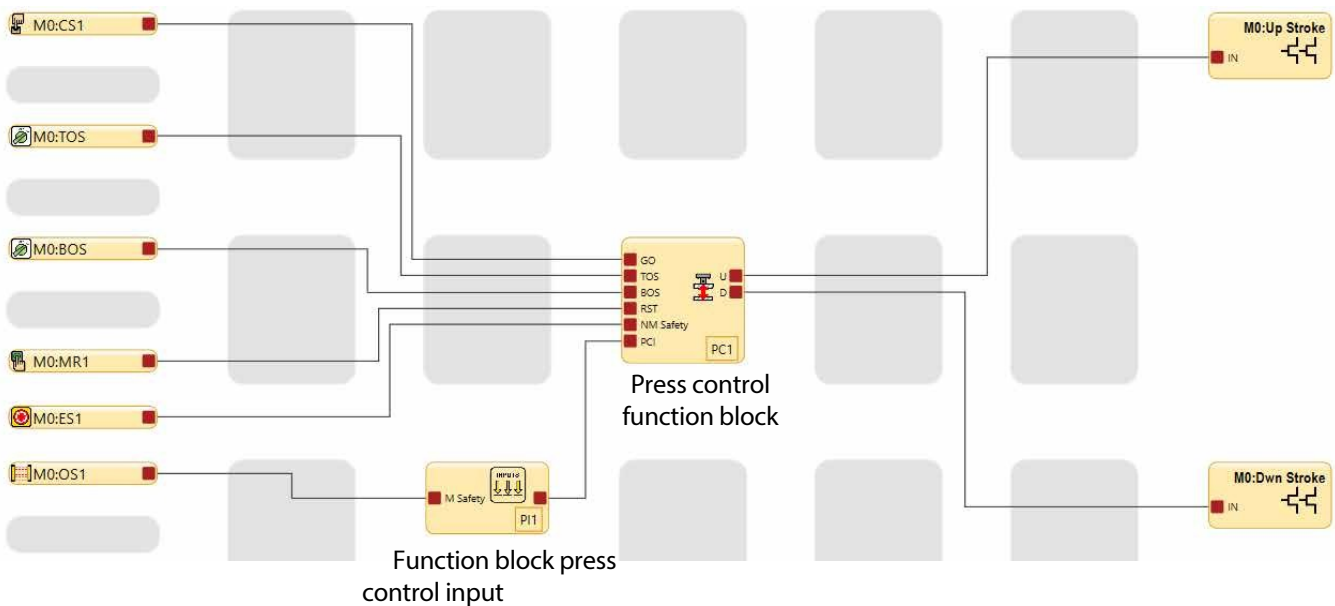 M0:CS1
M0:Up Stroke
IN
M0:TOS
M0:BOS
GO
TOS
BOS
RST
NM Safety
PCI
U
D
PC1
M0:MR1
Press control
function block
M0:ES1
M0:OS1
INPUTS
M Safety
PI1
M0:Dwn Stroke
IN
Function block press
control input